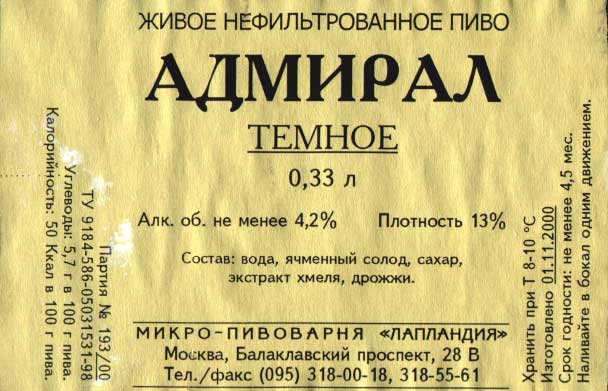 ЖИВОЕ НЕФИЛЬТРОВАННОЕ ПИВО
АДМИРАЛ
ТЕМНОЕ
0,33 л
Алк. об. не менее 4,2% Плотность 13%
Состав: вода, ячменный солод, сахар,
экстракт хмеля, дрожжи.
МИКРО-ПИВОВАРНЯ «ЛАПЛАНДИЯ»
Москва, Балаклавский проспект, 28 В
Тел./факс (095) 318-00-18, 318-55-61
Партия № 193/00
ТУ 9184-586-05031531-98
Углеводы: 5,7 г в 100 г пива.
Калорийность: 50 Ккал в 100 г пива.
Хранить при Т 8-10 °С
Изготовлено 01.11.2000
Срок годности: не менее 4,5 мес.
Наливайте в бокал одним движением.